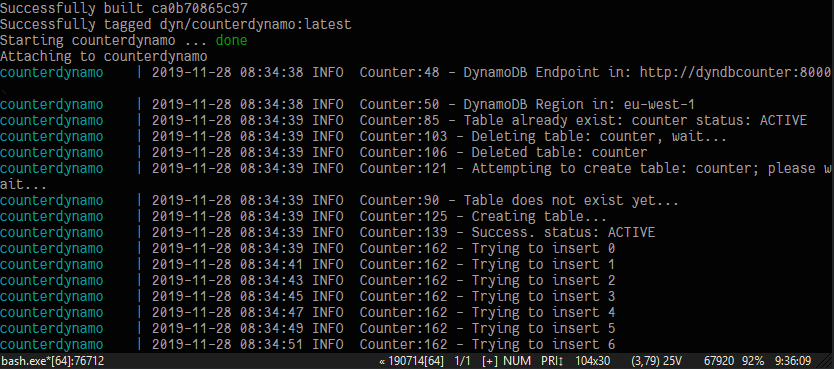 Successfully built ca0b70865c97
Successfully tagged dyn/counterdynamo:latest
Starting counterdynamo ... done
Attaching to counterdynamo
counterdynamo    | 2019-11-28 08:34:38 INFO  Counter:48 - DynamoDB Endpoint in: http://dyndbcounter:8000
counterdynamo    | 2019-11-28 08:34:38 INFO  Counter:50 - DynamoDB Region in: eu-west-1
counterdynamo    | 2019-11-28 08:34:39 INFO  Counter:85 - Table already exist: counter status: ACTIVE
counterdynamo    | 2019-11-28 08:34:39 INFO  Counter:103 - Deleting table: counter, wait...
counterdynamo    | 2019-11-28 08:34:39 INFO  Counter:106 - Deleted table: counter
counterdynamo    | 2019-11-28 08:34:39 INFO  Counter:121 - Attempting to create table: counter; please w
ait...
counterdynamo    | 2019-11-28 08:34:39 INFO  Counter:90 - Table does not exist yet...
counterdynamo    | 2019-11-28 08:34:39 INFO  Counter:125 - Creating table...
counterdynamo    | 2019-11-28 08:34:39 INFO  Counter:139 - Success. status: ACTIVE
counterdynamo    | 2019-11-28 08:34:39 INFO  Counter:162 - Trying to insert 0
counterdynamo    | 2019-11-28 08:34:41 INFO  Counter:162 - Trying to insert 1
counterdynamo    | 2019-11-28 08:34:43 INFO  Counter:162 - Trying to insert 2
counterdynamo    | 2019-11-28 08:34:45 INFO  Counter:162 - Trying to insert 3
counterdynamo    | 2019-11-28 08:34:47 INFO  Counter:162 - Trying to insert 4
counterdynamo    | 2019-11-28 08:34:49 INFO  Counter:162 - Trying to insert 5
counterdynamo    | 2019-11-28 08:34:51 INFO  Counter:162 - Trying to insert 6
bash.exe*[64]:76712 « 190714[64] 1/1 [+] NUM PRI↕ 104x30 (3,79) 25V 67920 92% 9:36:09